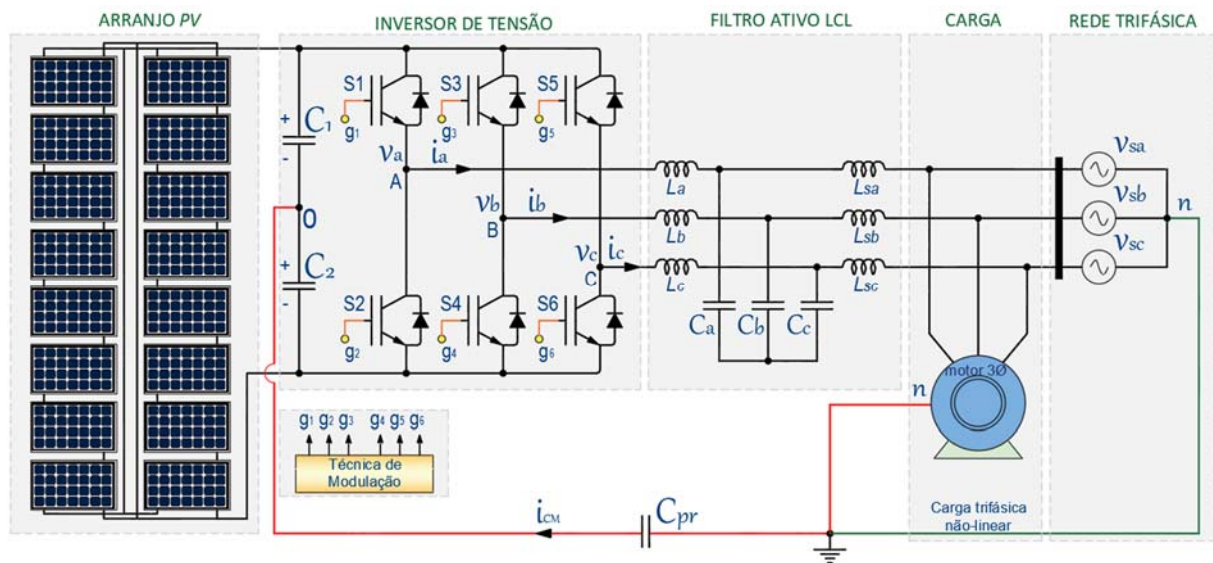 ARRANJO PV
INVERSOR DE TENSÃO
FILTRO ATIVO LCL
CARGA
REDE TRIFÁSICA
S1
S3
S5
g1
g3
g5
+
C1
-
va
ia
A
La
Lsa
vsa
0
vb
ib
B
Lb
Lsb
vsb
n
+
C2
-
vc
ic
C
Lc
Lsc
vsc
S2
S4
S6
g2
g4
g6
Ca
Cb
Cc
motor 3Ø
n
g1 g2 g3 g4 g5 g6
Técnica de
Modulação
iCM
Cpr
Carga trifásica
não-linear